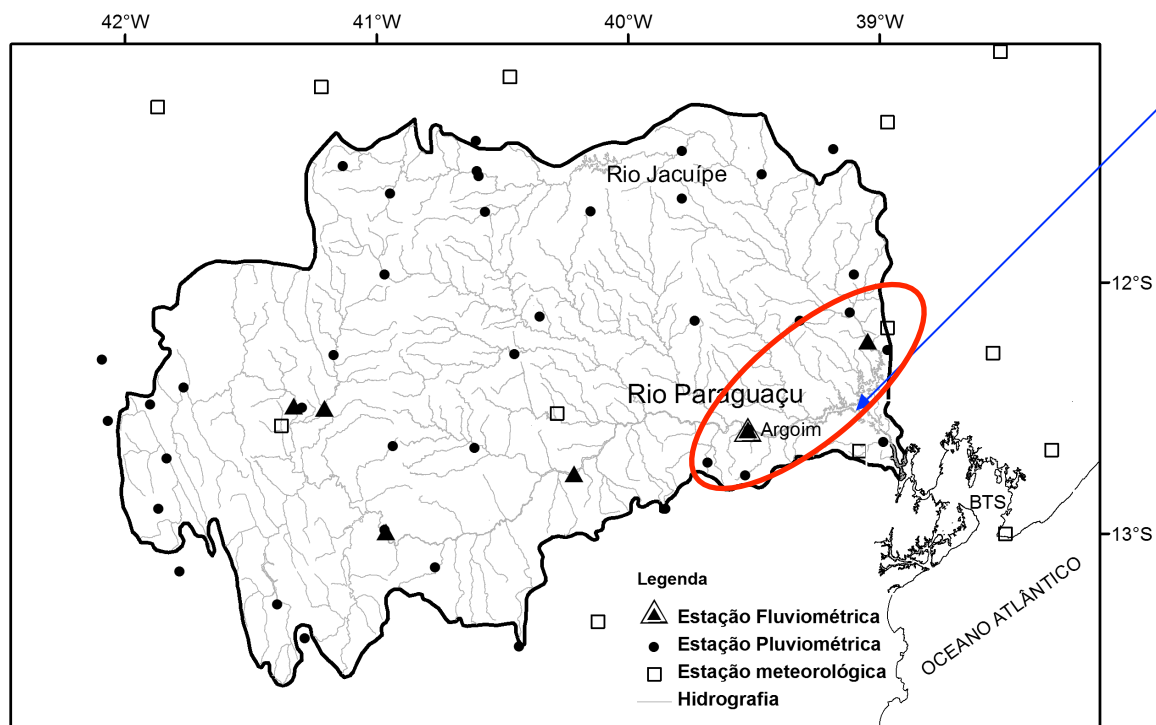 42°W
41°W
40°W
39°W
Rio Jacuípe
12°S
Rio Paraguaçu
Argoim
BTS
13°S
OCEANO ATLÂNTICO
Legenda
Estação Fluviométrica
Estação Pluviométrica
Estação meteorológica
Hidrografia